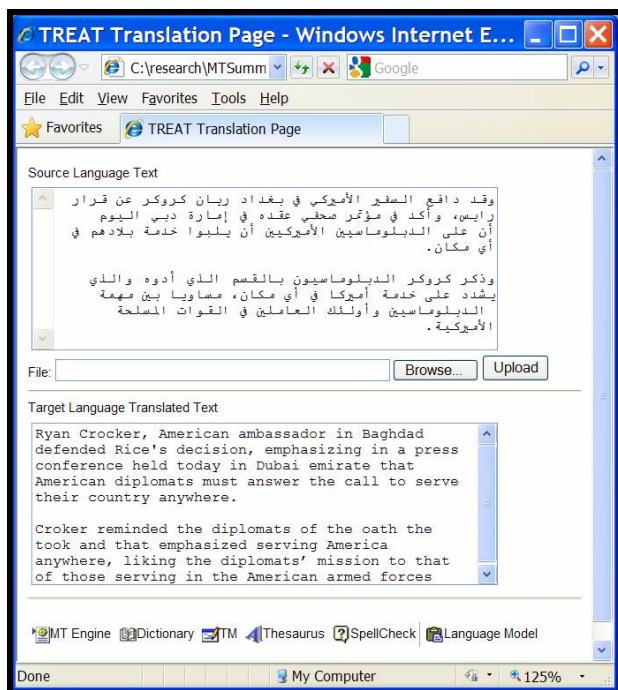 TREAT Translation Page - Windows Internet E...
C:\research\MTSumm
Google
File Edit View Favorites Tools Help
Favorites TREAT Translation Page
Source Language Text
وقد دافع السفير الأميركي في بغداد ريان كروكر عن قرار
رايس، وأكد في مؤتمر صحفي عقده في إمارة دبي اليوم
أن على الدبلوماسيين الأميركيين أن يلبوا خدمة بلادهم في
أي مكان.
وذكر كروكر الدبلوماسيون بالقسم الذي أدوه والذي
يشدد على خدمة أميركا في أي مكان، مساويا بين مهمة
الدبلوماسيين وأولئك العاملين في القوات المسلحة
الأميركية.
File: Browse... Upload
Target Language Translated Text
Ryan Crocker, American ambassador in Baghdad
defended Rice's decision, emphasizing in a press
conference held today in Dubai emirate that
American diplomats must answer the call to serve
their country anywhere.
Croker reminded the diplomats of the oath the
took and that emphasized serving America
anywhere, liking the diplomats' mission to that
of those serving in the American armed forces
MT Engine Dictionary TM Thesaurus SpellCheck Language Model
Done My Computer 125%